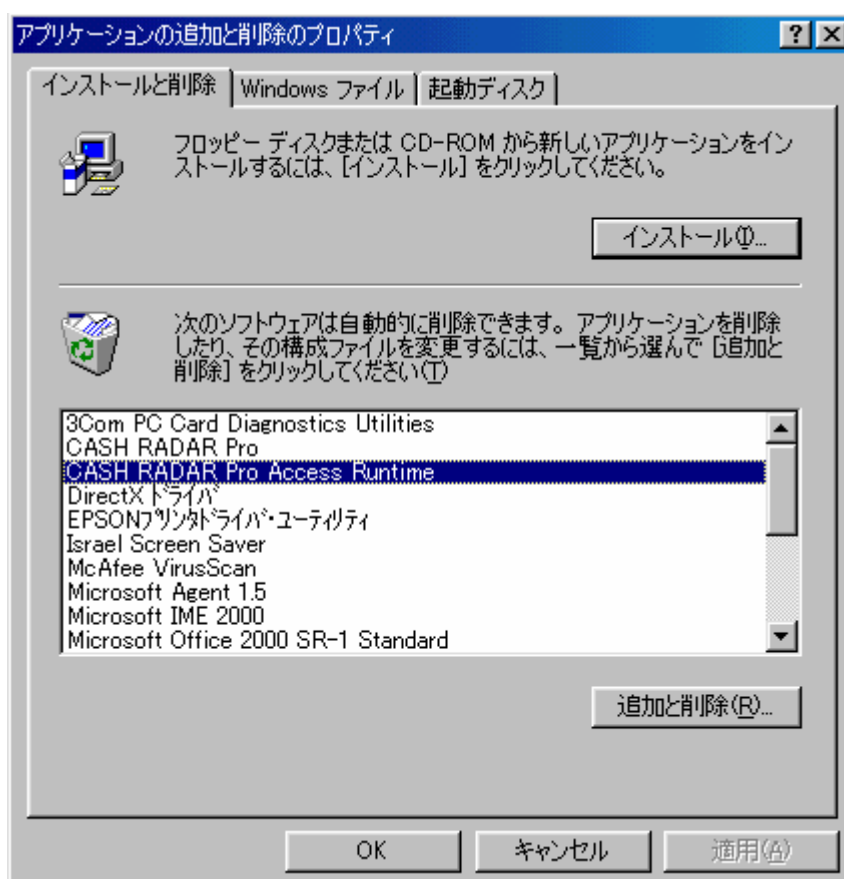 アプリケーションの追加と削除のプロパティ
インストールと削除 Windows ファイル 起動ディスク
フロッピー ディスクまたは CD-ROM から新しいアプリケーションをイン
ストールするには、[インストール] をクリックしてください。
インストール(I)...
次のソフトウェアは自動的に削除できます。アプリケーションを削除
したり、その構成ファイルを変更するには、一覧から選んで [追加と
削除] をクリックしてください(T)
3Com PC Card Diagnostics Utilities
CASH RADAR Pro
CASH RADAR Pro Access Runtime
DirectX ドライバ
EPSONプリンタドライバ・ユーティリティ
Israel Screen Saver
McAfee VirusScan
Microsoft Agent 1.5
Microsoft IME 2000
Microsoft Office 2000 SR-1 Standard
追加と削除(R)...
OK キャンセル 適用(A)